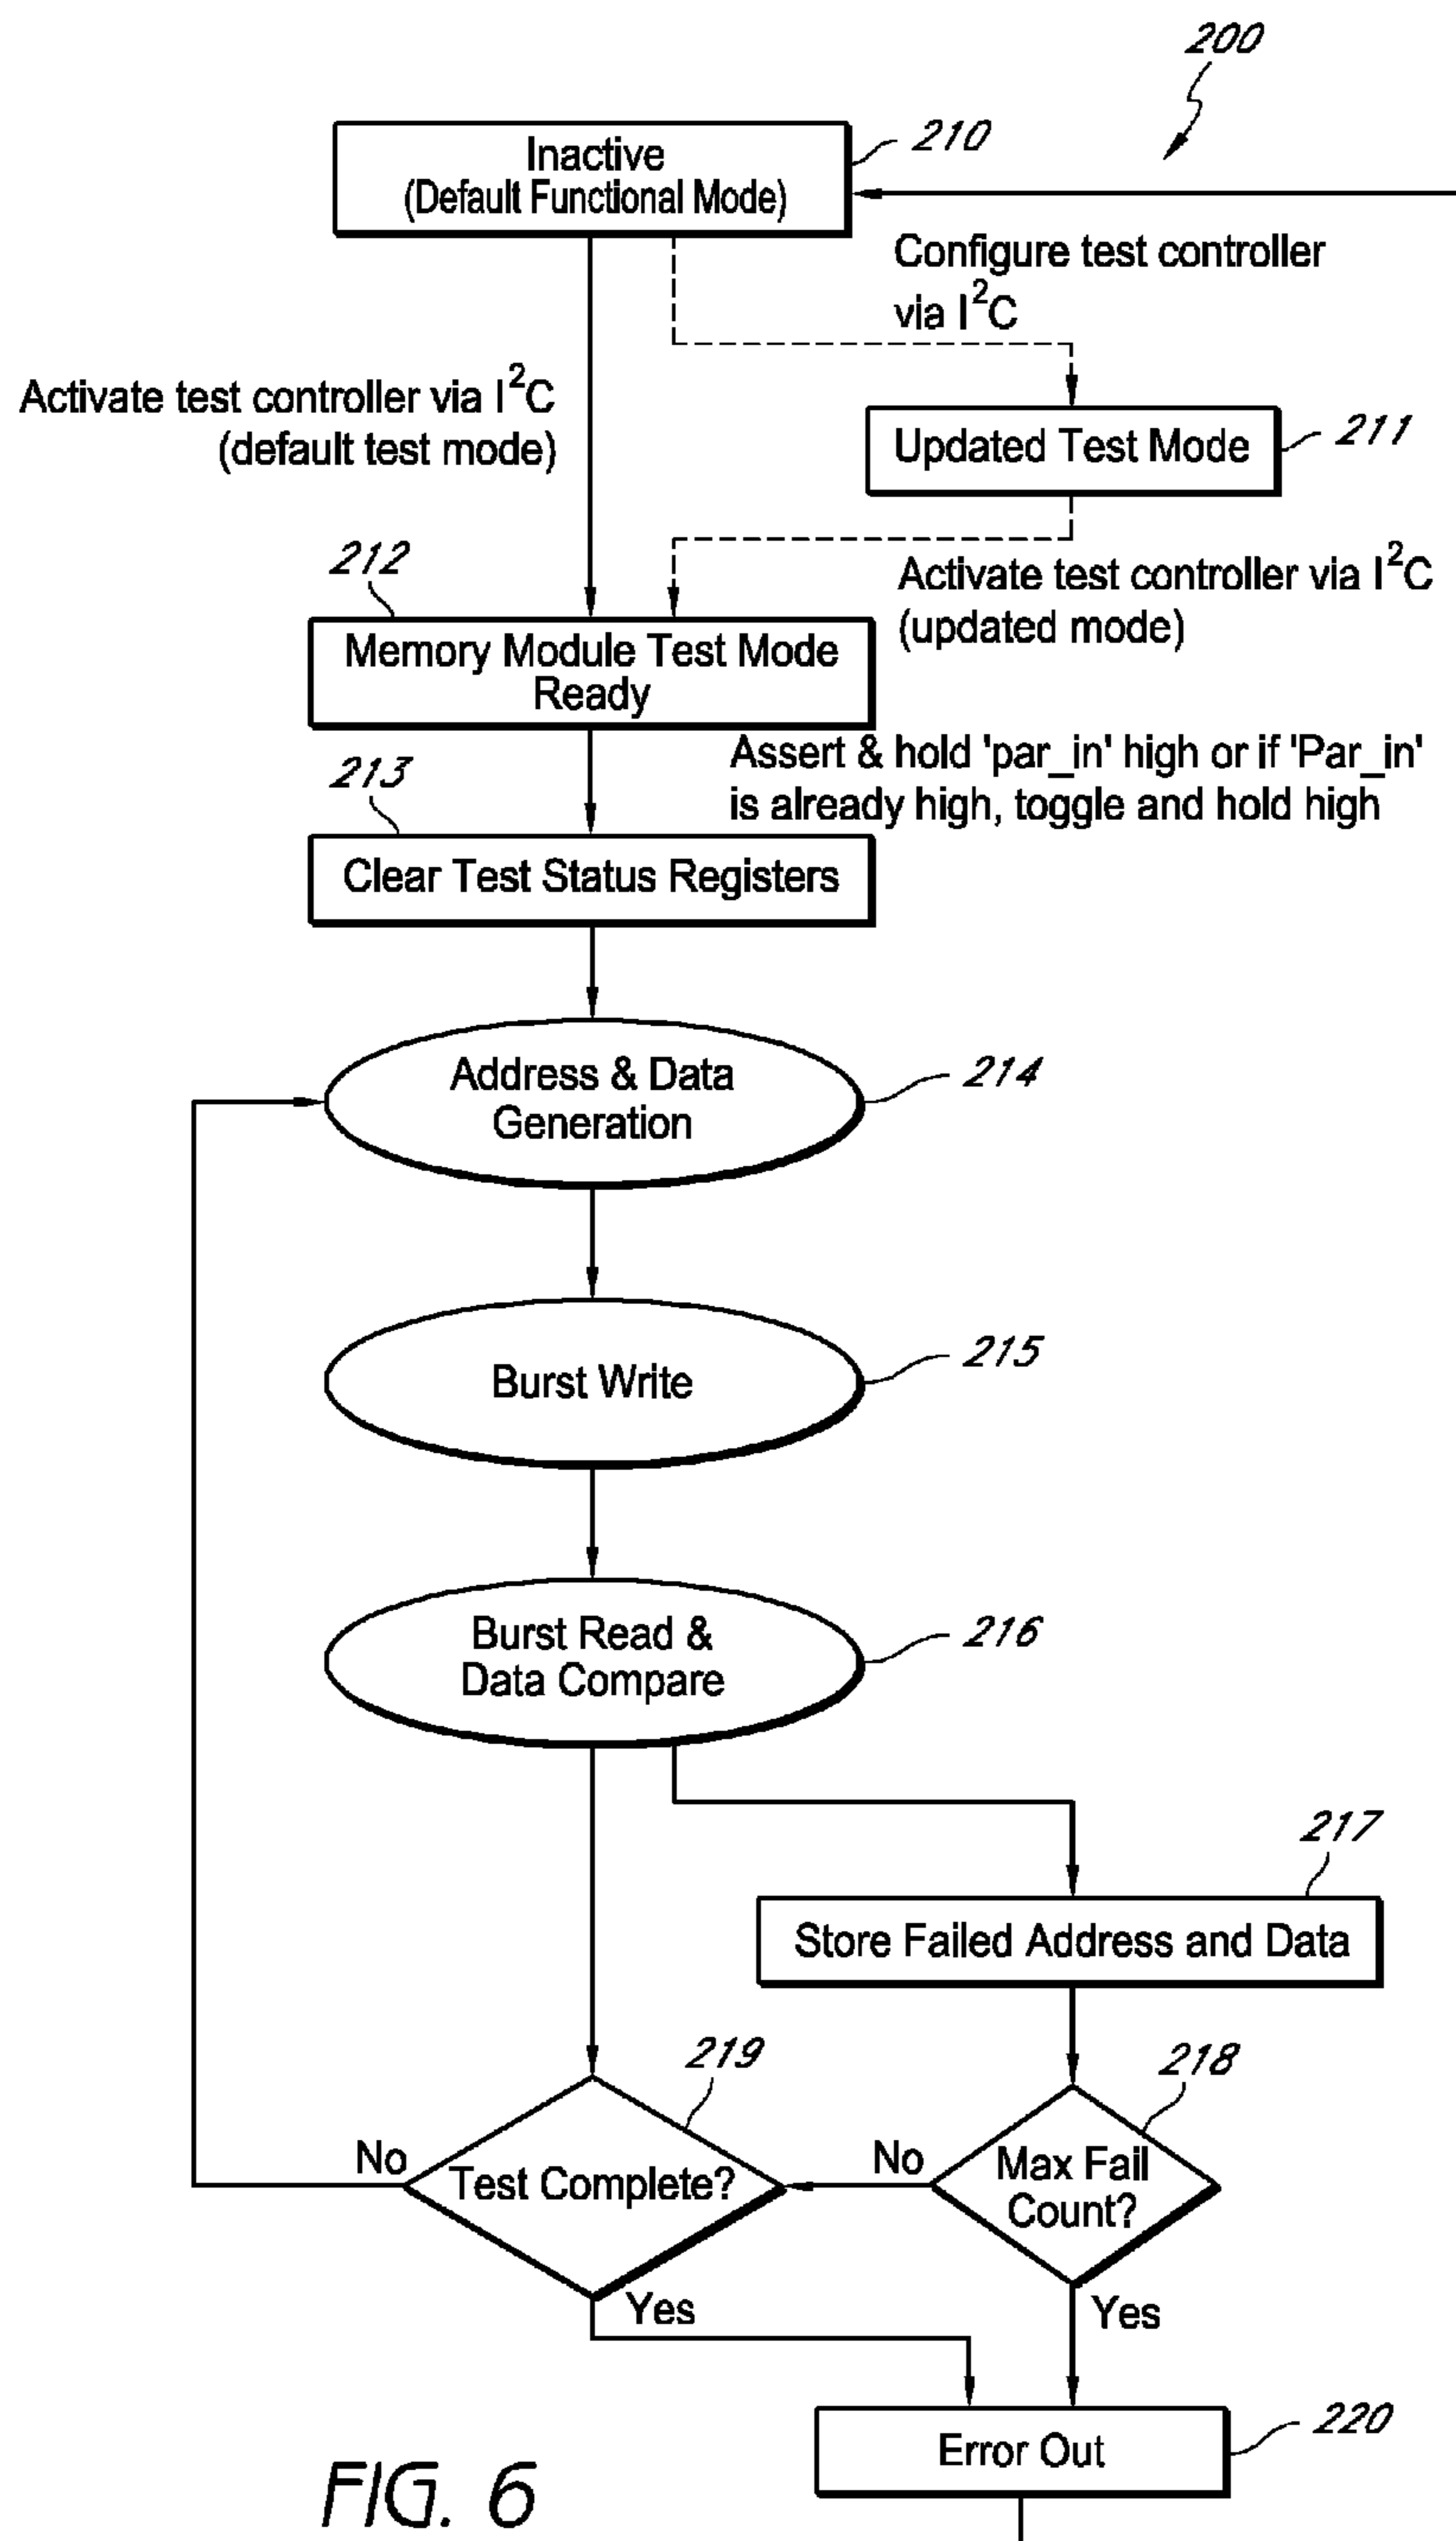 200
210
Inactive
(Default Functional Mode)
Configure test controller
via I²C
Activate test controller via I²C
(default test mode)
Updated Test Mode
211
212
Activate test controller via I²C
(updated mode)
Memory Module Test Mode
Ready
Assert & hold 'par_in' high or if 'Par_in'
is already high, toggle and hold high
213
Clear Test Status Registers
Address & Data
Generation
214
Burst Write
215
Burst Read &
Data Compare
216
217
Store Failed Address and Data
219
218
No
Test Complete?
No
Max Fail
Count?
Yes
Yes
Error Out
220
FIG. 6